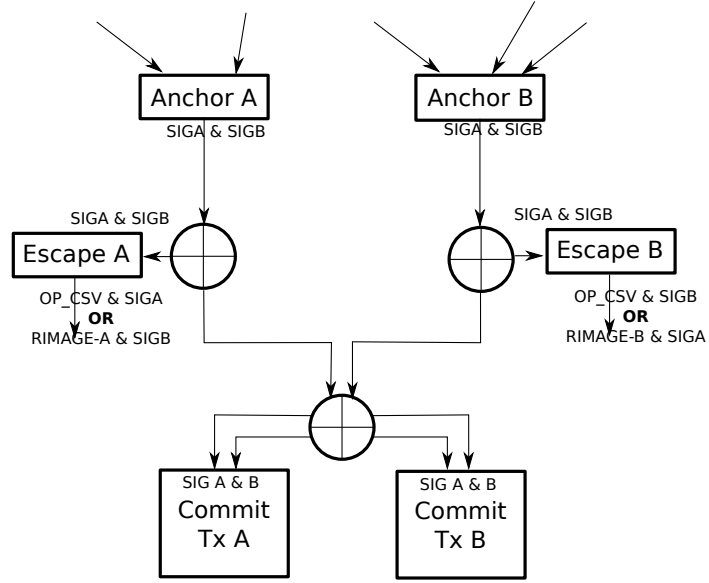 Anchor A
Anchor B
SIGA & SIGB
SIGA & SIGB
SIGA & SIGB
SIGA & SIGB
Escape A
Escape B
OP_CSV & SIGA
OR
RIMAGE-A & SIGB
OP_CSV & SIGB
OR
RIMAGE-B & SIGA
SIG A & B
Commit
Tx A
SIG A & B
Commit
Tx B